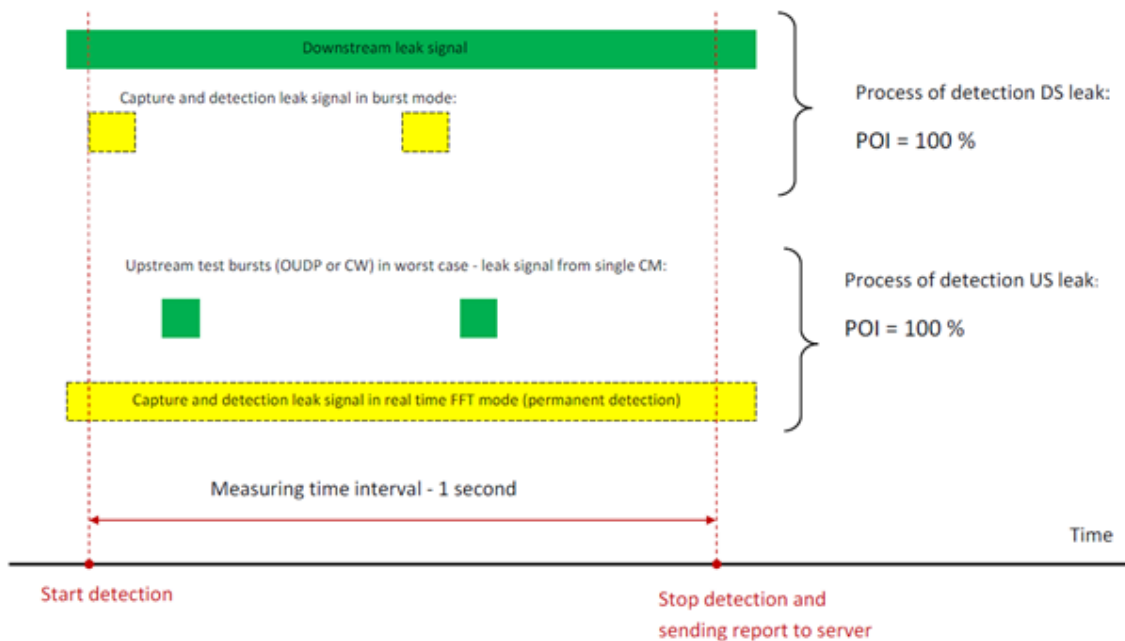 Downstream leak signal
Capture and detection leak signal in burst mode:
Process of detection DS leak:
POI = 100 %
Upstream test bursts (OUDP or CW) in worst case - leak signal from single CM:
Process of detection US leak:
POI = 100 %
Capture and detection leak signal in real time FFT mode (permanent detection)
Measuring time interval - 1 second
Time
Start detection
Stop detection and
sending report to server